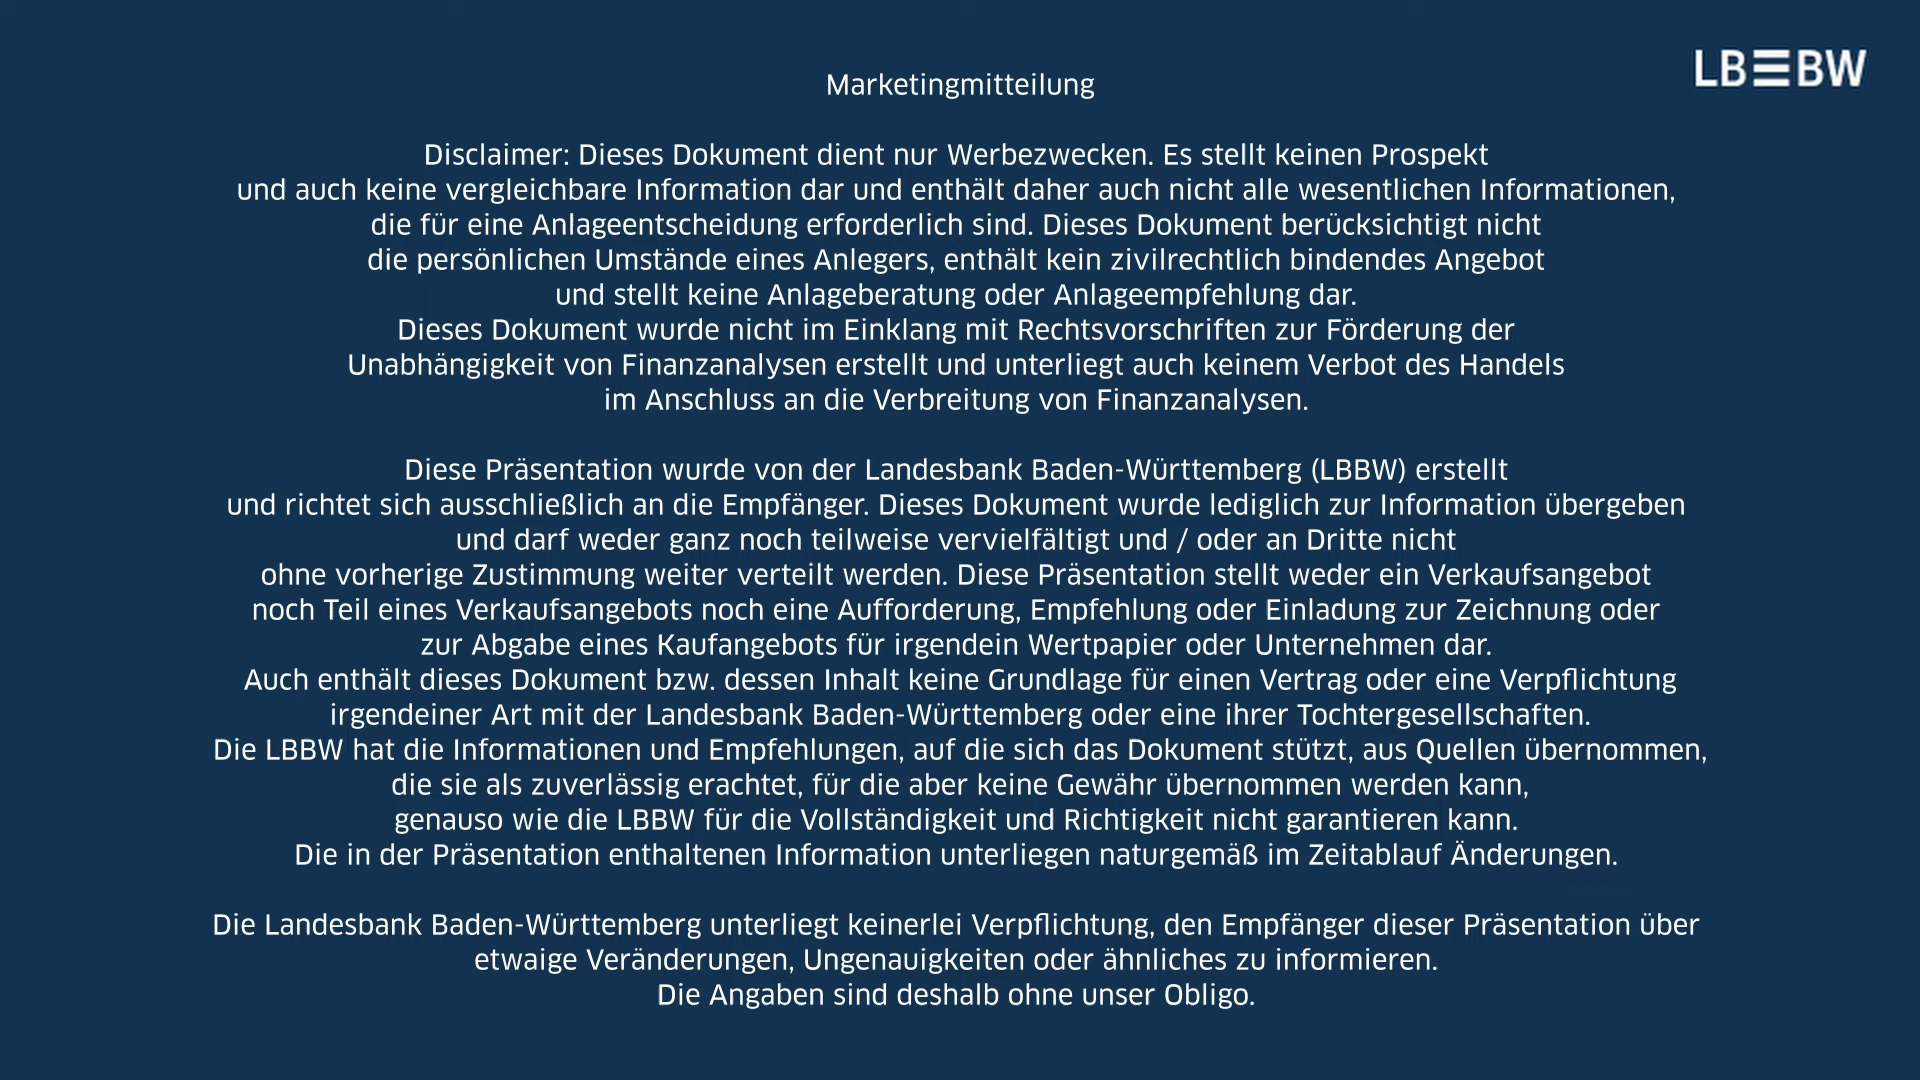 LBBW
Marketingmitteilung
Disclaimer: Dieses Dokument dient nur Werbezwecken. Es stellt keinen Prospekt
und auch keine vergleichbare Information dar und enthält daher auch nicht alle wesentlichen Informationen,
die für eine Anlageentscheidung erforderlich sind. Dieses Dokument berücksichtigt nicht
die persönlichen Umstände eines Anlegers, enthält kein zivilrechtlich bindendes Angebot
und stellt keine Anlageberatung oder Anlageempfehlung dar.
Dieses Dokument wurde nicht im Einklang mit Rechtsvorschriften zur Förderung der
Unabhängigkeit von Finanzanalysen erstellt und unterliegt auch keinem Verbot des Handels
im Anschluss an die Verbreitung von Finanzanalysen.
Diese Präsentation wurde von der Landesbank Baden-Württemberg (LBBW) erstellt
und richtet sich ausschließlich an die Empfänger. Dieses Dokument wurde lediglich zur Information übergeben
und darf weder ganz noch teilweise vervielfältigt und / oder an Dritte nicht
ohne vorherige Zustimmung weiter verteilt werden. Diese Präsentation stellt weder ein Verkaufsangebot
noch Teil eines Verkaufsangebots noch eine Aufforderung, Empfehlung oder Einladung zur Zeichnung oder
zur Abgabe eines Kaufangebots für irgendein Wertpapier oder Unternehmen dar.
Auch enthält dieses Dokument bzw. dessen Inhalt keine Grundlage für einen Vertrag oder eine Verpflichtung
irgendeiner Art mit der Landesbank Baden-Württemberg oder eine ihrer Tochtergesellschaften.
Die LBBW hat die Informationen und Empfehlungen, auf die sich das Dokument stützt, aus Quellen übernommen,
die sie als zuverlässig erachtet, für die aber keine Gewähr übernommen werden kann,
genauso wie die LBBW für die Vollständigkeit und Richtigkeit nicht garantieren kann.
Die in der Präsentation enthaltenen Information unterliegen naturgemäß im Zeitablauf Änderungen.
Die Landesbank Baden-Württemberg unterliegt keinerlei Verpflichtung, den Empfänger dieser Präsentation über
etwaige Veränderungen, Ungenauigkeiten oder ähnliches zu informieren.
Die Angaben sind deshalb ohne unser Obligo.